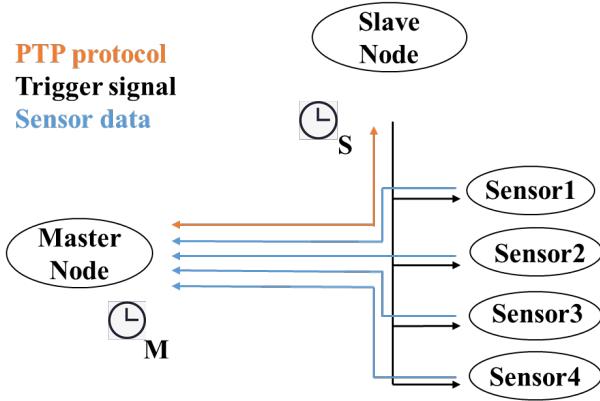 PTP protocol
Trigger signal
Sensor data
Slave
Node
S
Sensor1
Master
Node
Sensor2
Sensor3
M
Sensor4